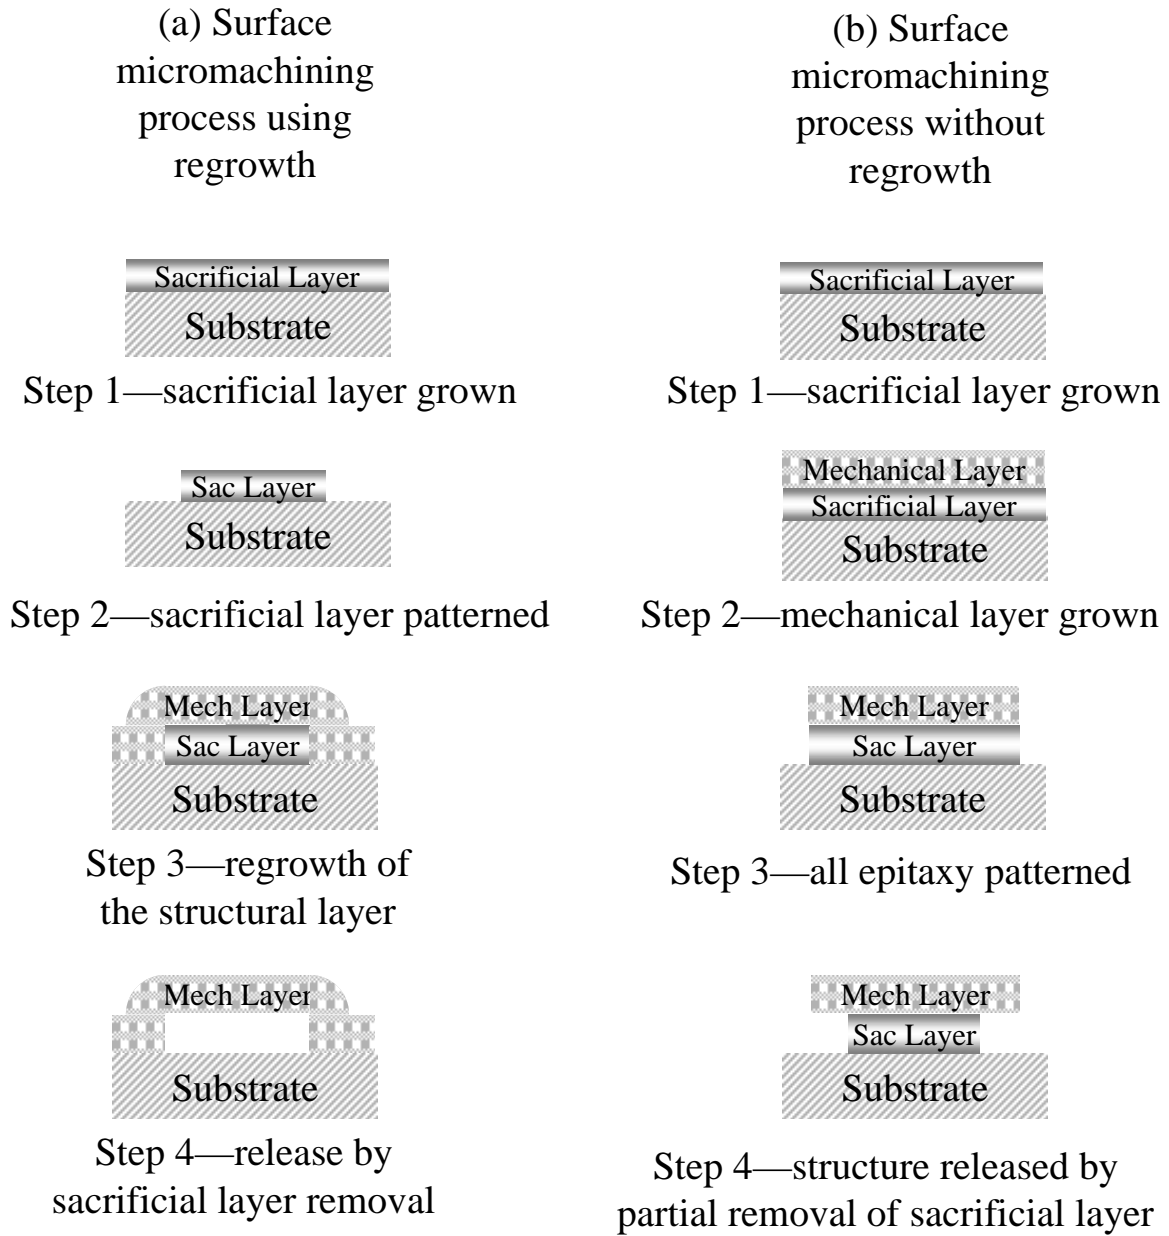 (a) Surface
micromachining
process using
regrowth
Sacrificial Layer
Substrate
Step 1—sacrificial layer grown
Sac Layer
Substrate
Step 2—sacrificial layer patterned
Mech Layer
Sac Layer
Substrate
Step 3—regrowth of
the structural layer
Mech Layer
Substrate
Step 4—release by
sacrificial layer removal
(b) Surface
micromachining
process without
regrowth
Sacrificial Layer
Substrate
Step 1—sacrificial layer grown
Mechanical Layer
Sacrificial Layer
Substrate
Step 2—mechanical layer grown
Mech Layer
Sac Layer
Substrate
Step 3—all epitaxy patterned
Mech Layer
Sac Layer
Substrate
Step 4—structure released by
partial removal of sacrificial layer